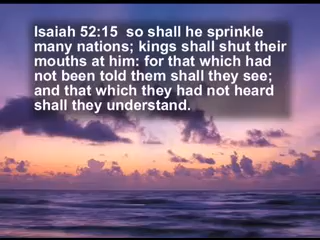 Isaiah 52:15  so shall he sprinkle
many nations; kings shall shut their
mouths at him: for that which had
not been told them shall they see;
and that which they had not heard
shall they understand.